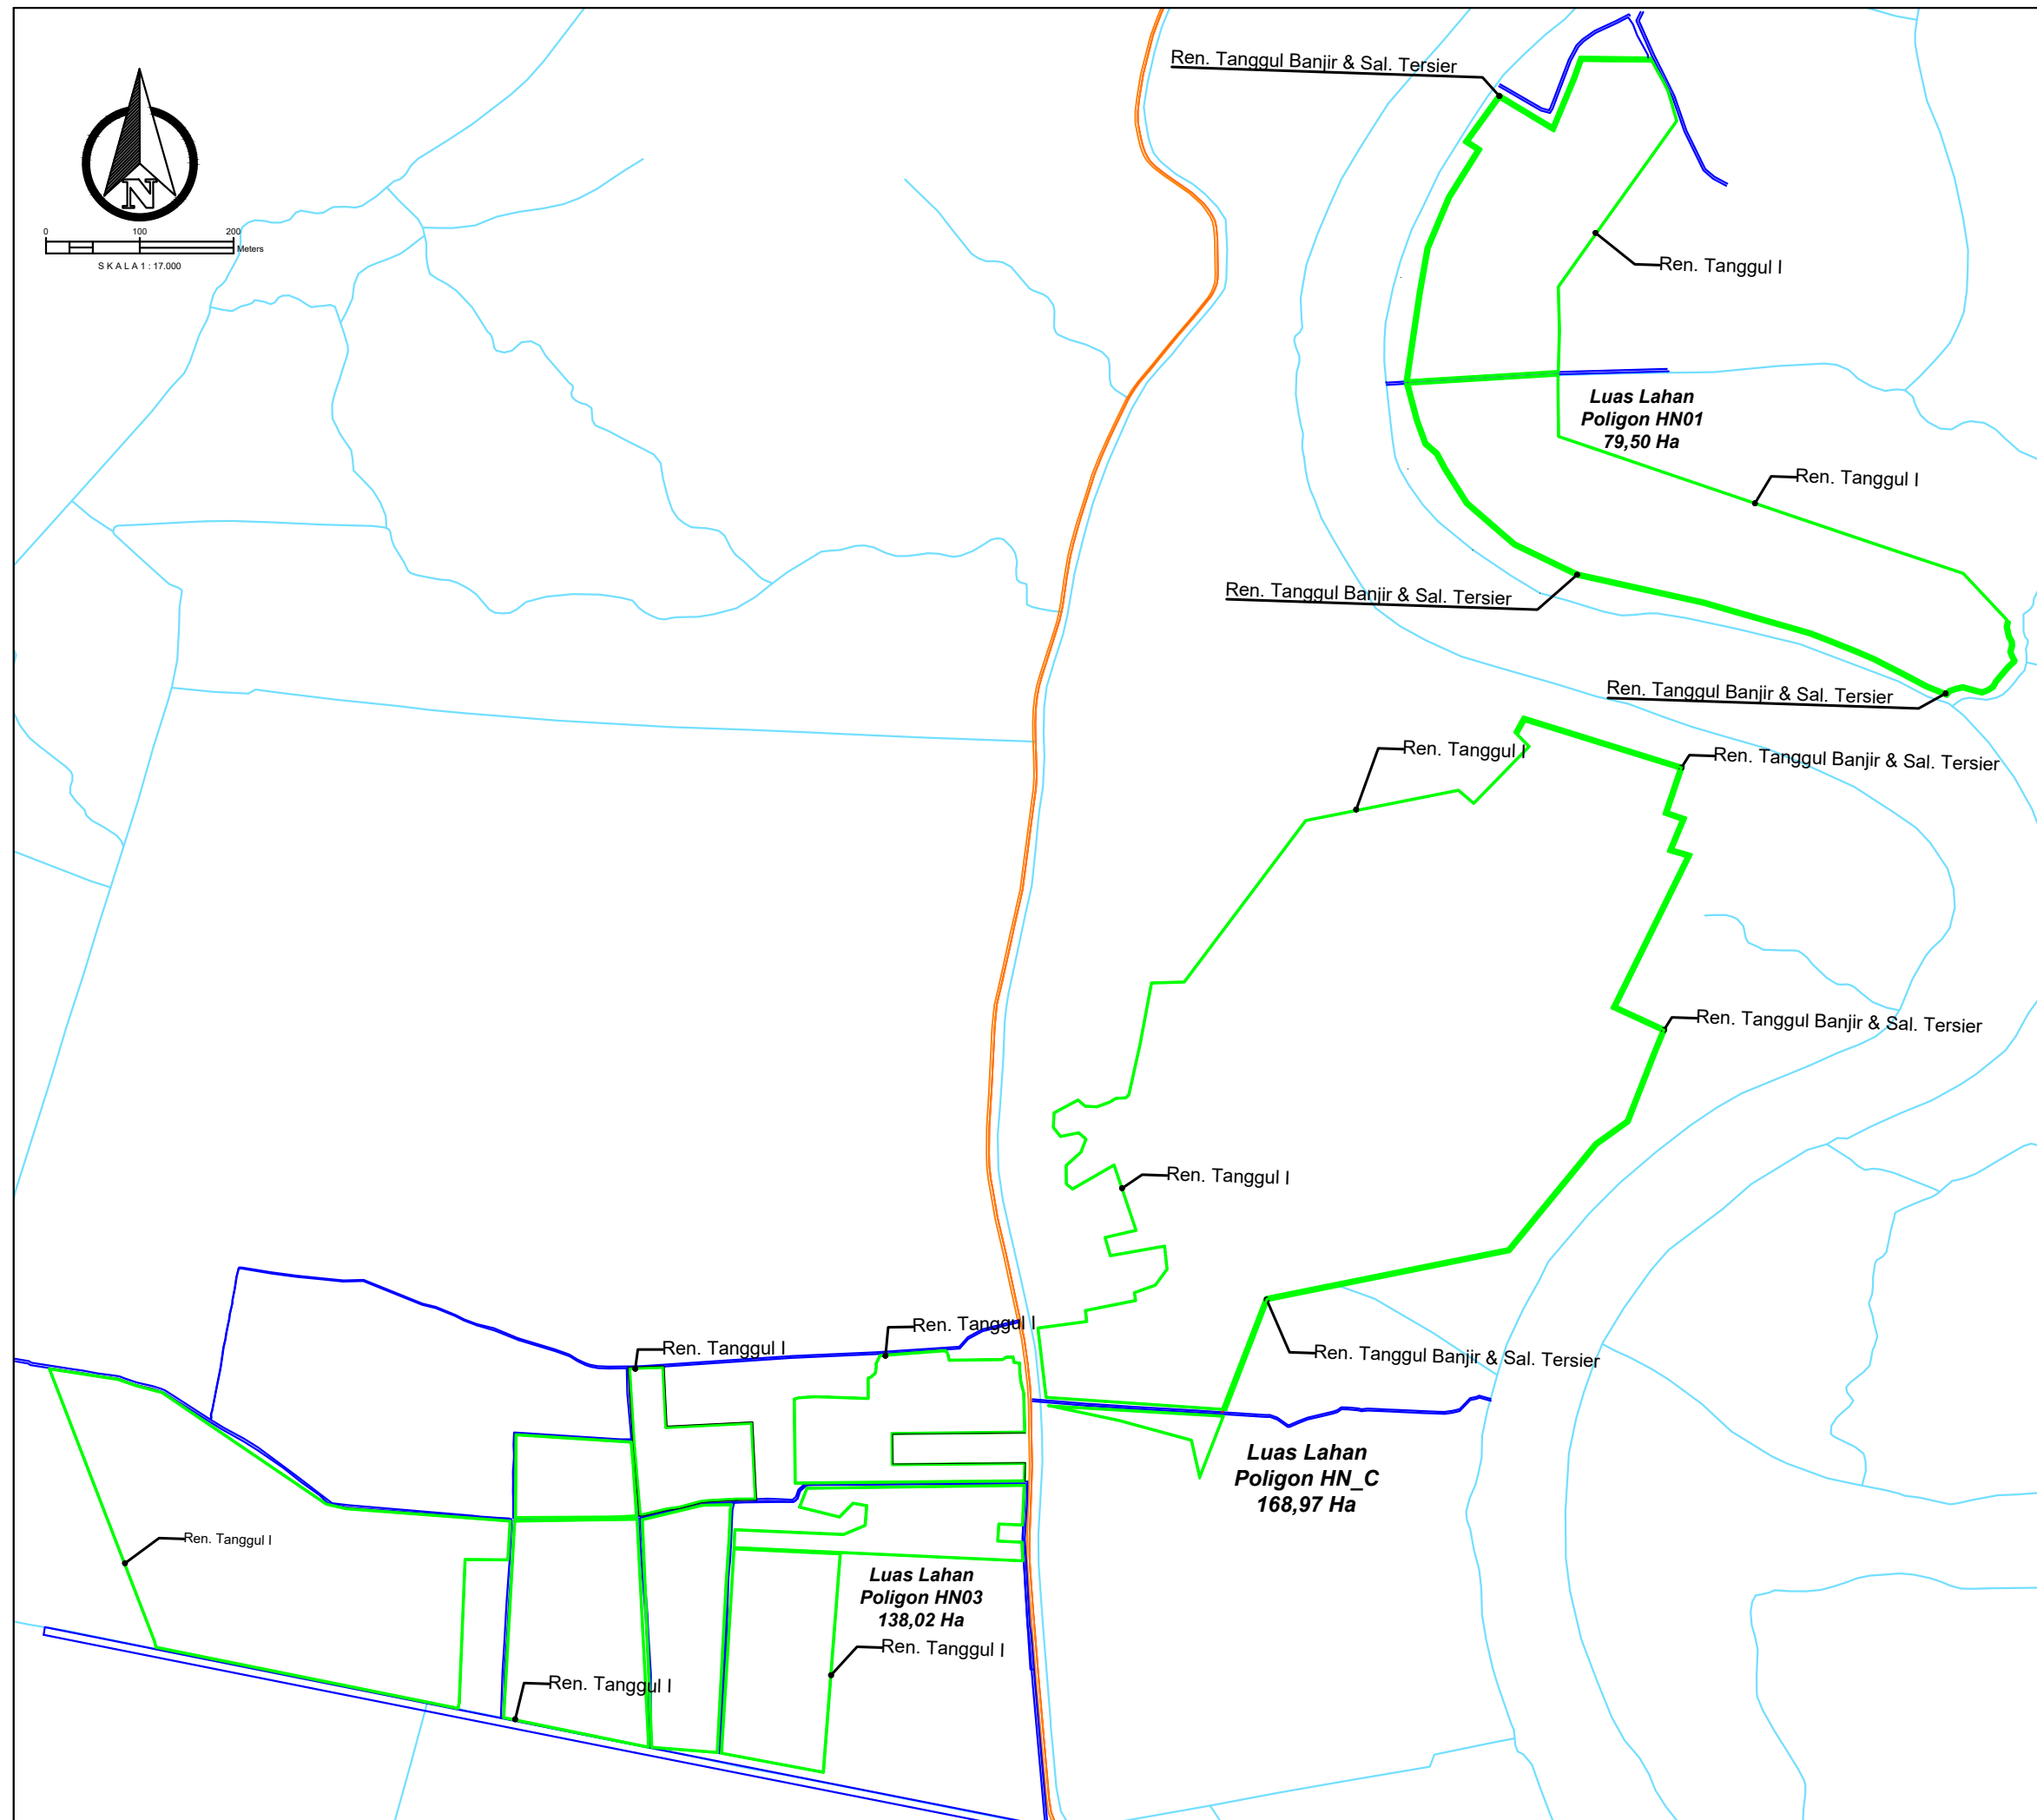 Ren. Tanggul Banjir & Sal. Tersier
N
0 100 200
Meters
S K A L A 1 : 17.000
Ren. Tanggul I
Luas Lahan
Poligon HN01
79,50 Ha
Ren. Tanggul I
Ren. Tanggul Banjir & Sal. Tersier
Ren. Tanggul Banjir & Sal. Tersier
Ren. Tanggul I
Ren. Tanggul Banjir & Sal. Tersier
Ren. Tanggul Banjir & Sal. Tersier
Ren. Tanggul I
Ren. Tanggul I
Ren. Tanggul I
Ren. Tanggul Banjir & Sal. Tersier
Luas Lahan
Poligon HN_C
168,97 Ha
Ren. Tanggul I
Luas Lahan
Poligon HN03
138,02 Ha
Ren. Tanggul I
Ren. Tanggul I